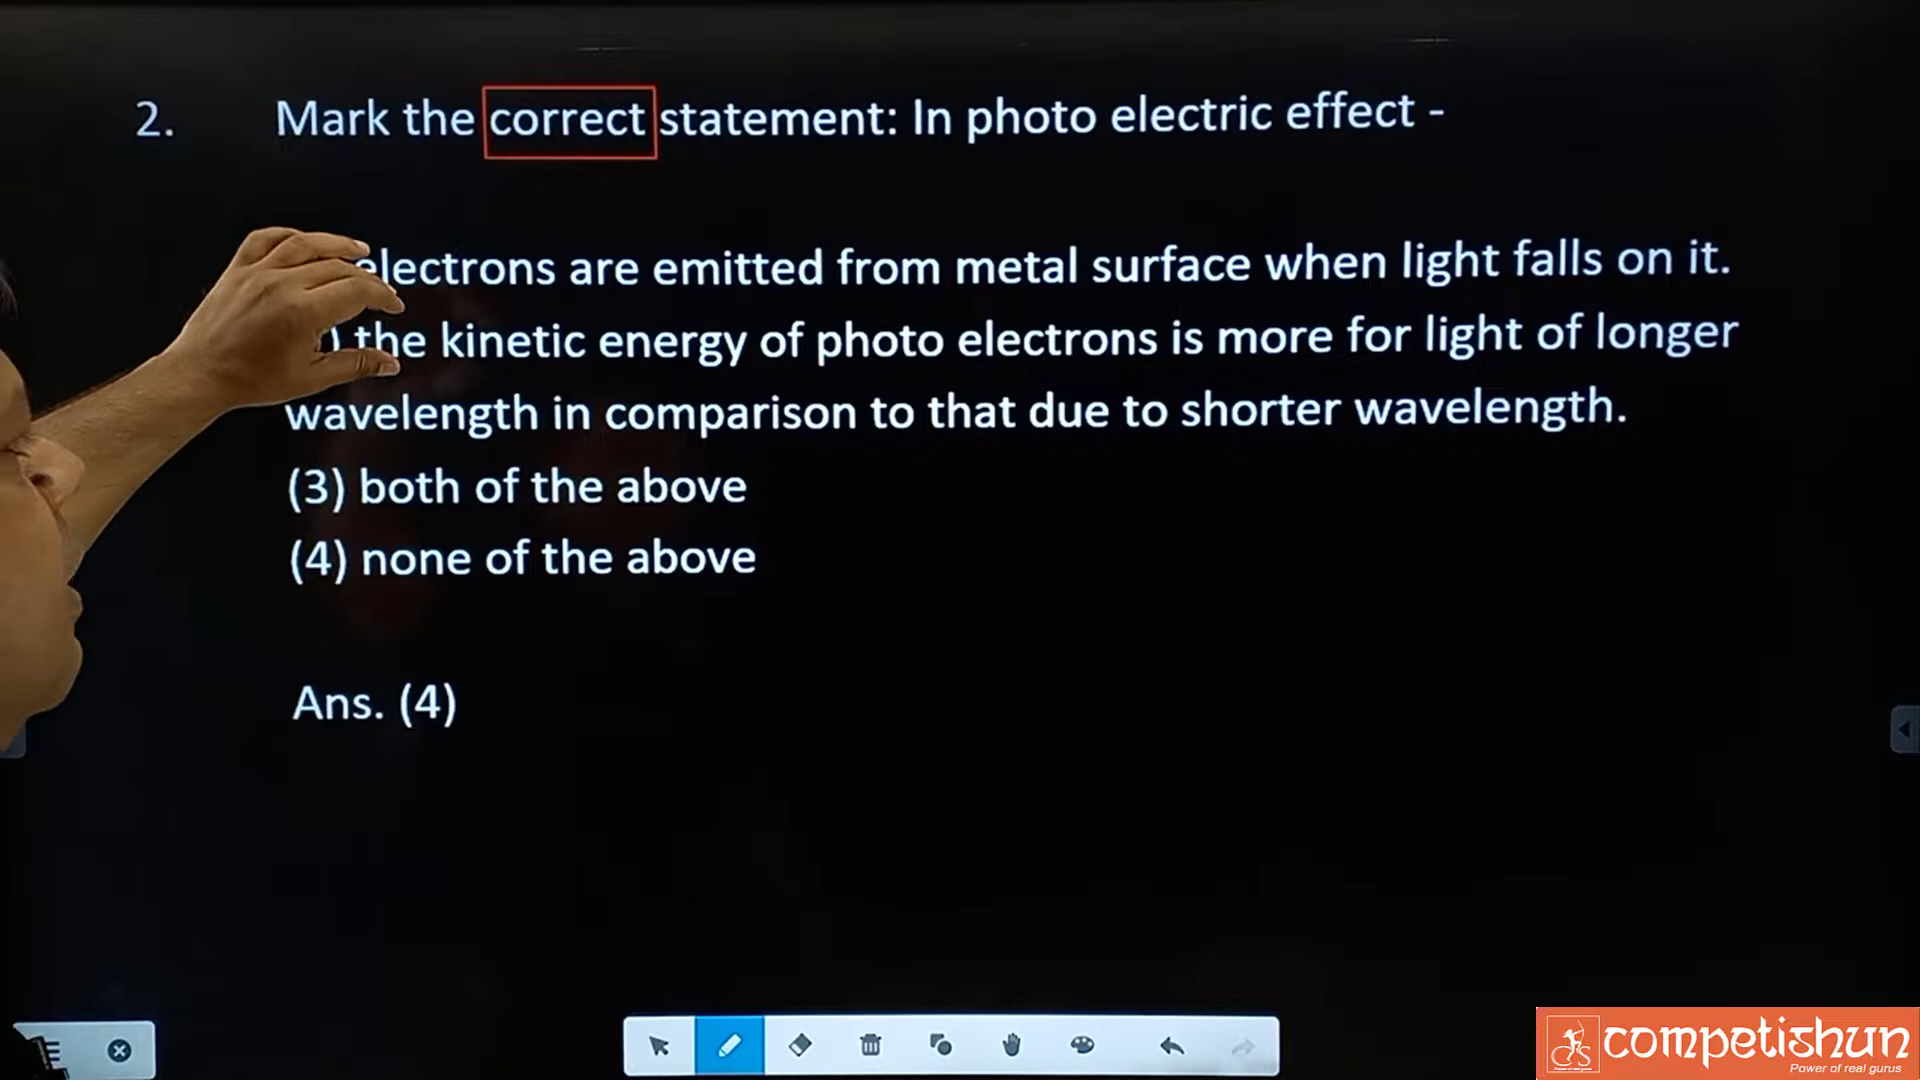 2. Mark the correct statement: In photo electric effect -
electrons are emitted from metal surface when light falls on it.
) the kinetic energy of photo electrons is more for light of longer
wavelength in comparison to that due to shorter wavelength.
(3) both of the above
(4) none of the above
Ans. (4)
competishun
Power of real gurus